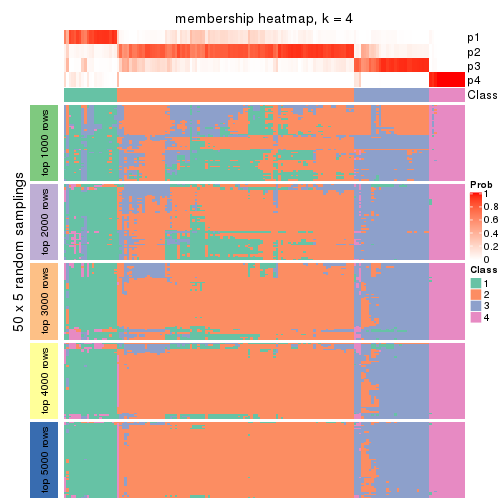 membership heatmap, k = 4
p1
p2
p3
p4
Class
50 x 5 random samplings
top 1000 rows
top 2000 rows
top 3000 rows
top 4000 rows
top 5000 rows
Prob
1
0.8
0.6
0.4
0.2
0
Class
1
2
3
4